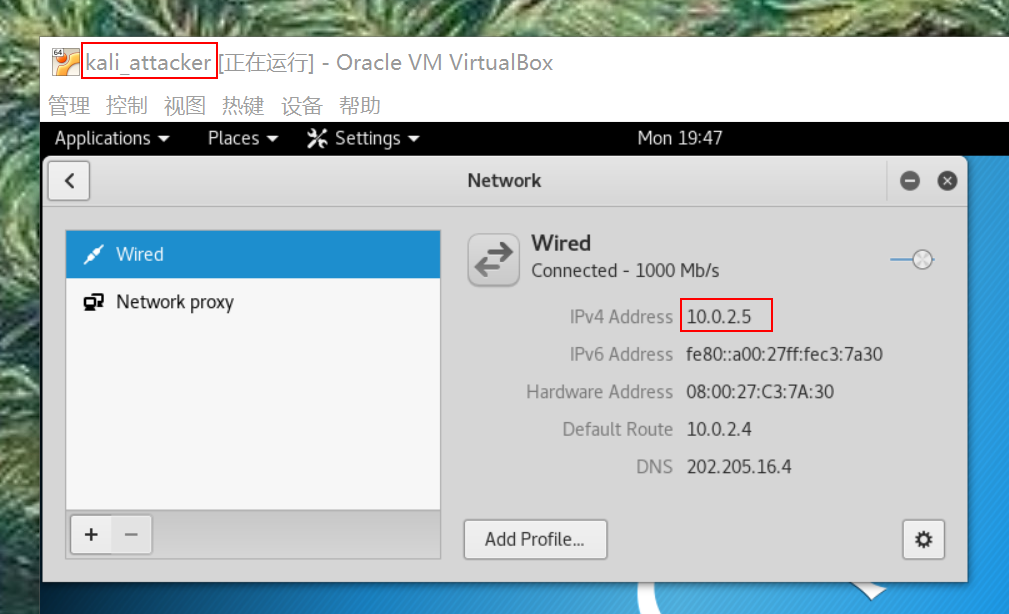 64
kali_attacker [正在运行] - Oracle VM VirtualBox
管理 控制 视图 热键 设备 帮助
Applications Places Settings Mon 19:47
Network
Wired
Network proxy
Wired
Connected - 1000 Mb/s
IPv4 Address 10.0.2.5
IPv6 Address fe80::a00:27ff:fec3:7a30
Hardware Address 08:00:27:C3:7A:30
Default Route 10.0.2.4
DNS 202.205.16.4
+ −
Add Profile...